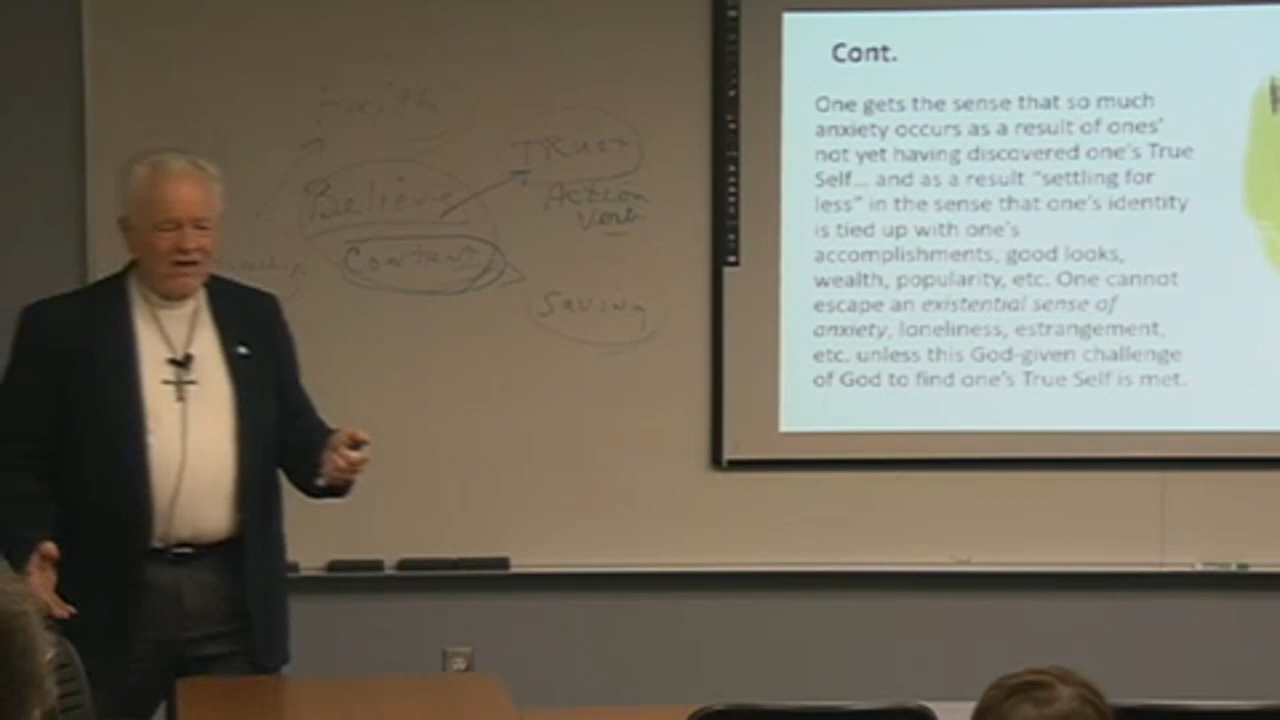 Faith
TRUST
Believe
Action
Verb
Content
Saving
Cont.
One gets the sense that so much
anxiety occurs as a result of ones'
not yet having discovered one's True
Self... and as a result "settling for
less" in the sense that one's identity
is tied up with one's
accomplishments, good looks,
wealth, popularity, etc. One cannot
escape an existential sense of
anxiety, loneliness, estrangement,
etc. unless this God-given challenge
of God to find one's True Self is met.